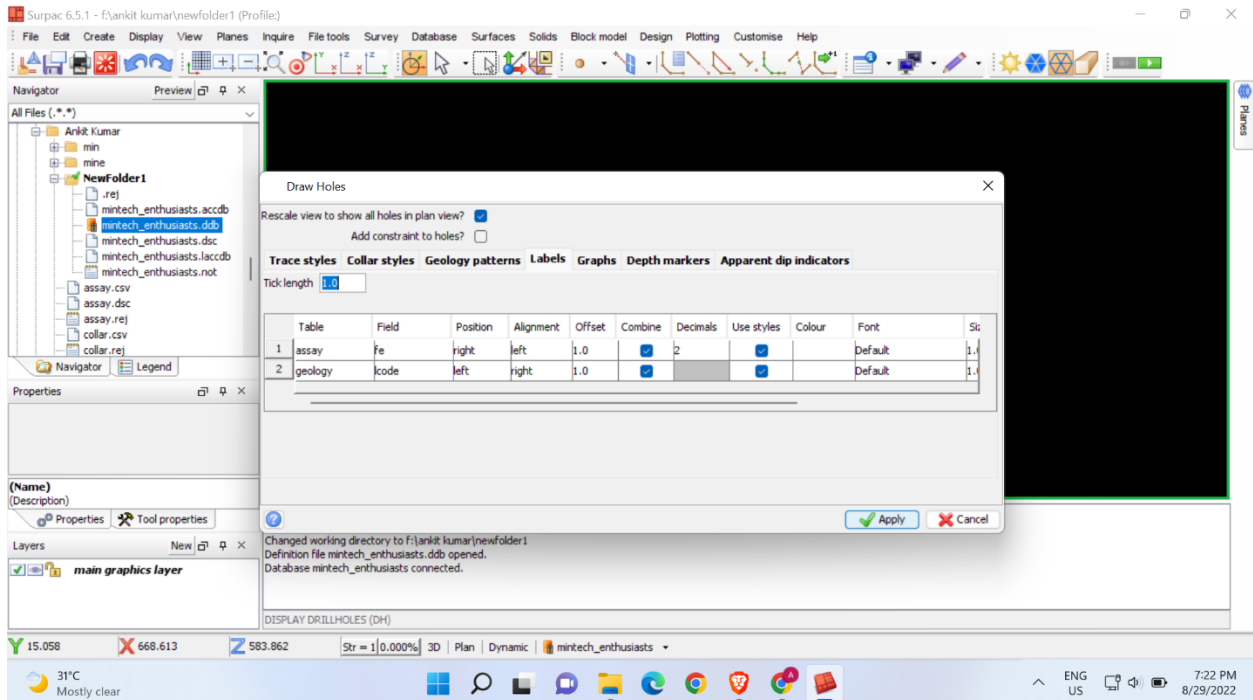 Surpac 6.5.1 - f:\ankit kumar\newfolder1 (Profile:)
File Edit Create Display View Planes Inquire File tools Survey Database Surfaces Solids Block model Design Plotting Customise Help
Navigator Preview
All Files (.*.*)
Ankit Kumar
min
mine
NewFolder1
.rej
mintech_enthusiasts.accdb
mintech_enthusiasts.ddb
mintech_enthusiasts.dsc
mintech_enthusiasts.laccdb
mintech_enthusiasts.not
assay.csv
assay.dsc
assay.rej
collar.csv
collar.rej
Navigator Legend
Properties
(Name)
(Description)
Properties Tool properties
Layers New
main graphics layer
Planes
Draw Holes
Rescale view to show all holes in plan view?
Add constraint to holes?
Trace styles Collar styles Geology patterns Labels Graphs Depth markers Apparent dip indicators
Tick length 1.0
Table Field Position Alignment Offset Combine Decimals Use styles Colour Font
1 assay fe right left 1.0 2 Default
2 geology lcode left right 1.0 Default
Apply Cancel
Changed working directory to f:\ankit kumar\newfolder1
Definition file mintech_enthusiasts.ddb opened.
Database mintech_enthusiasts connected.
DISPLAY DRILLHOLES (DH)
Y 15.058 X 668.613 Z 583.862 Str = 1 0.000% 3D Plan Dynamic mintech_enthusiasts
31°C
Mostly clear
ENG
US
7:22 PM
8/29/2022